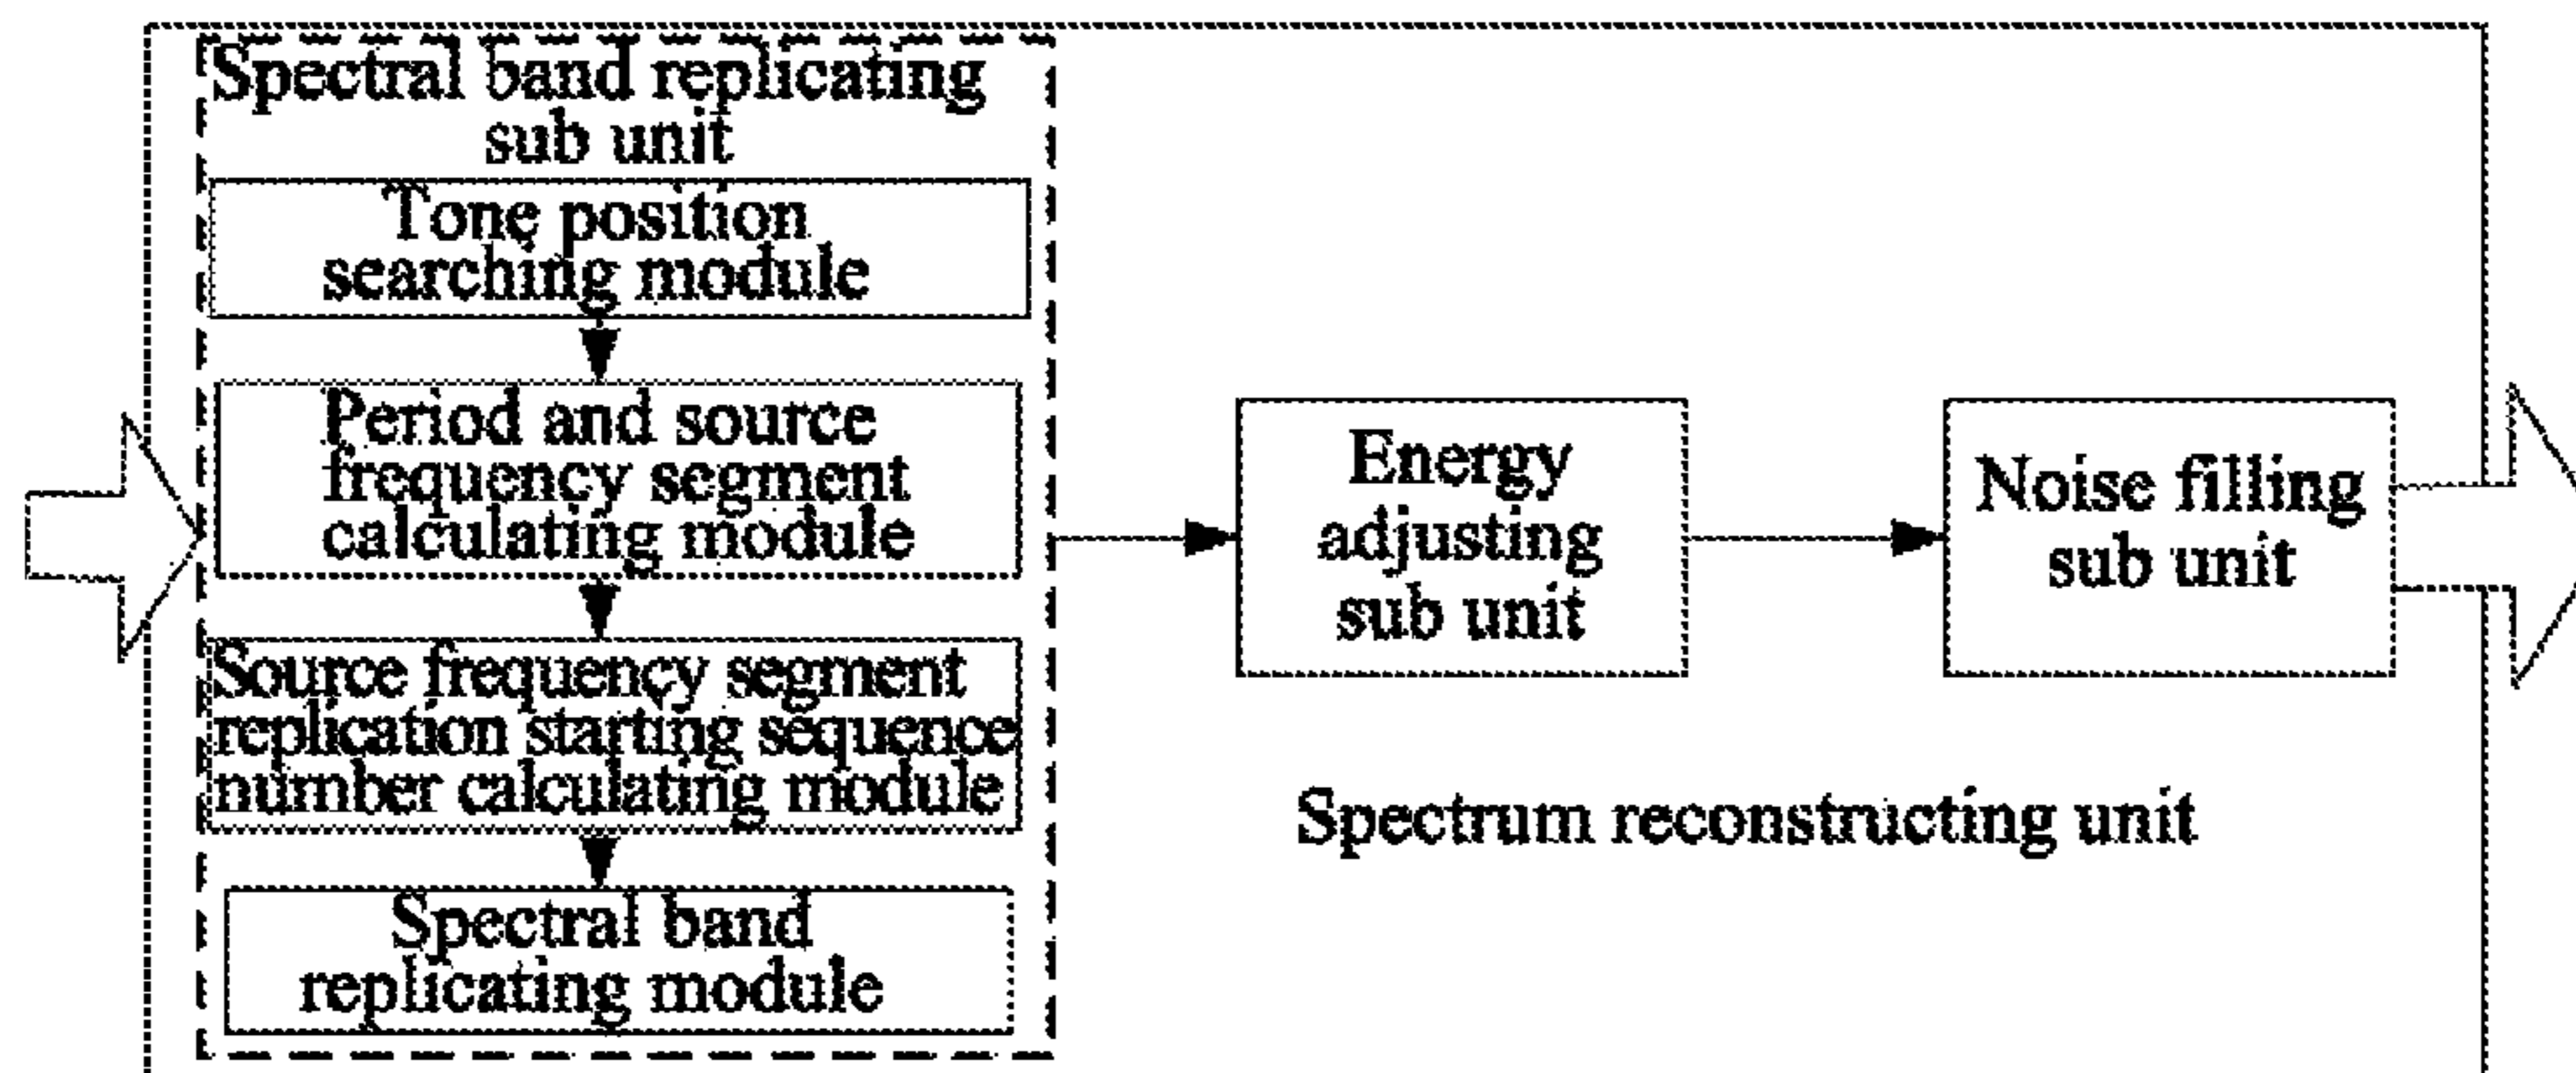 Spectral band replicating
sub unit
Tone position
searching module
Period and source
frequency segment
calculating module
Source frequency segment
replication starting sequence
number calculating module
Spectral band
replicating module
Energy
adjusting
sub unit
Noise filling
sub unit
Spectrum reconstructing unit